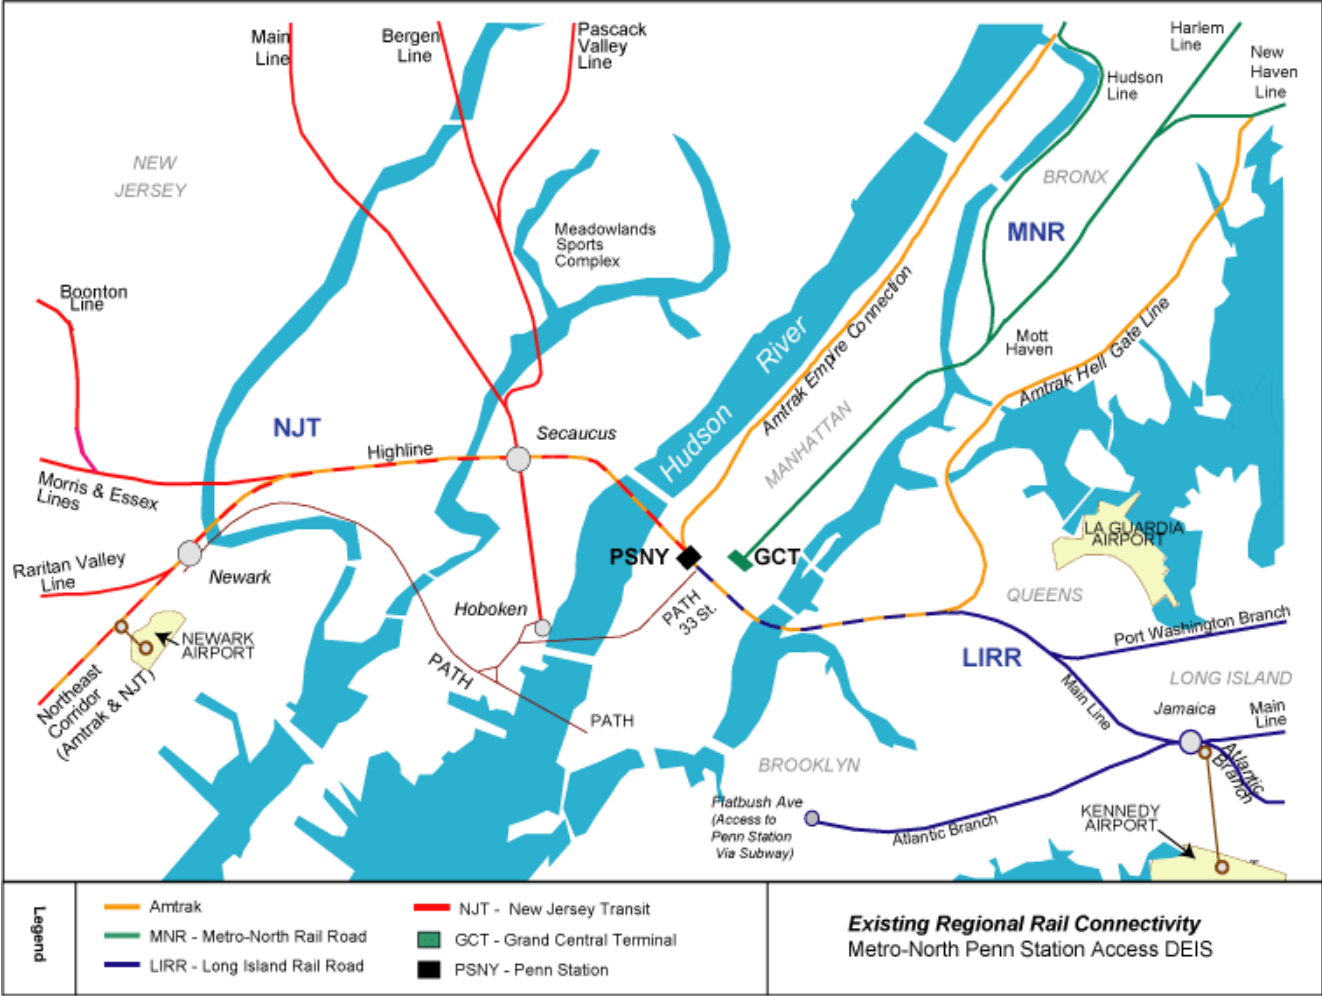 Main
Line
Bergen
Line
Pascack
Valley
Line
Harlem
Line
New
Haven
Line
Hudson
Line
NEW
JERSEY
BRONX
MNR
Meadowlands
Sports
Complex
Boonton
Line
Mott
Haven
Amtrak Empire Connection
Amtrak Hell Gate Line
Hudson River
MANHATTAN
NJT
Highline
Secaucus
Morris & Essex
Lines
Raritan Valley
Line
Newark
PSNY
GCT
LA GUARDIA
AIRPORT
QUEENS
Hoboken
PATH
33 St.
NEWARK
AIRPORT
Northeast
Corridor
(Amtrak & NJT)
PATH
PATH
LIRR
Port Washington Branch
LONG ISLAND
Main Line
Jamaica
Main
Line
Atlantic
Branch
BROOKLYN
Flatbush Ave
(Access to
Penn Station
Via Subway)
Atlantic Branch
KENNEDY
AIRPORT
Legend
Amtrak
MNR - Metro-North Rail Road
LIRR - Long Island Rail Road
NJT - New Jersey Transit
GCT - Grand Central Terminal
PSNY - Penn Station
Existing Regional Rail Connectivity
Metro-North Penn Station Access DEIS